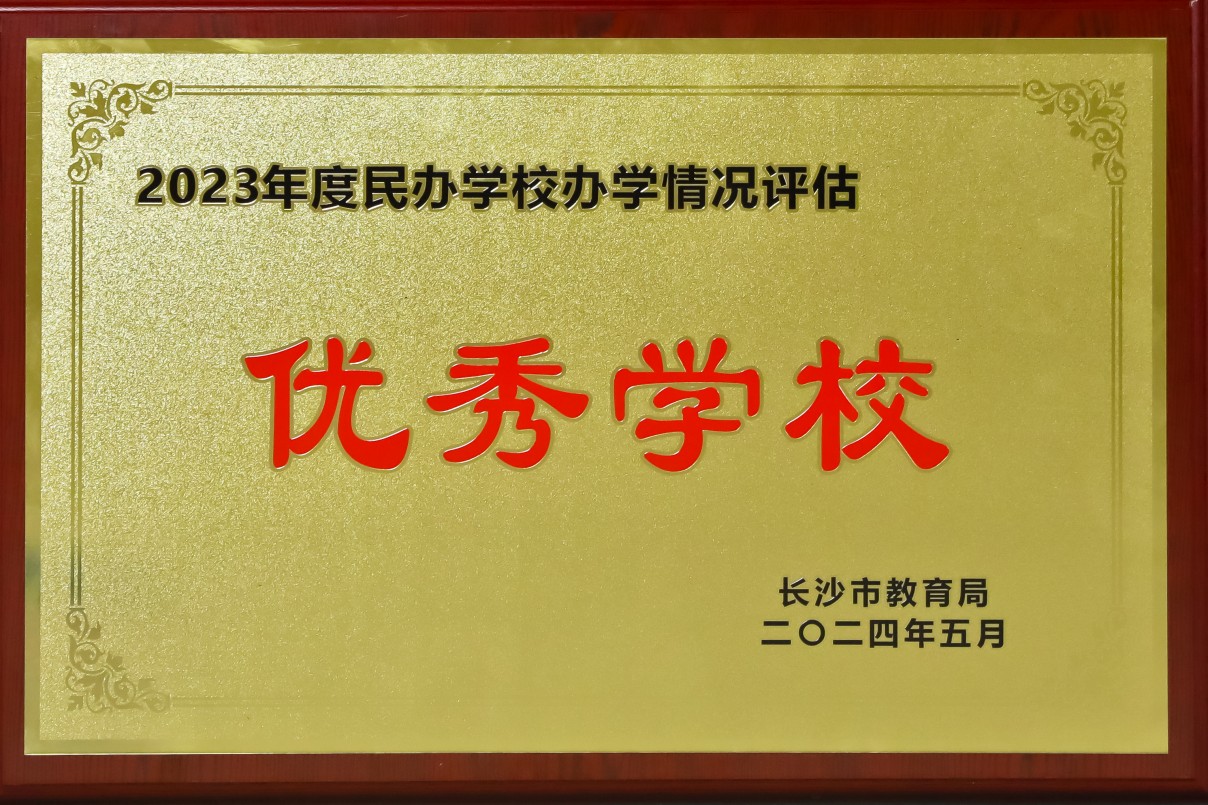 2023年度民办学校办学情况评估
优秀学校
长沙市教育局
二〇二四年五月